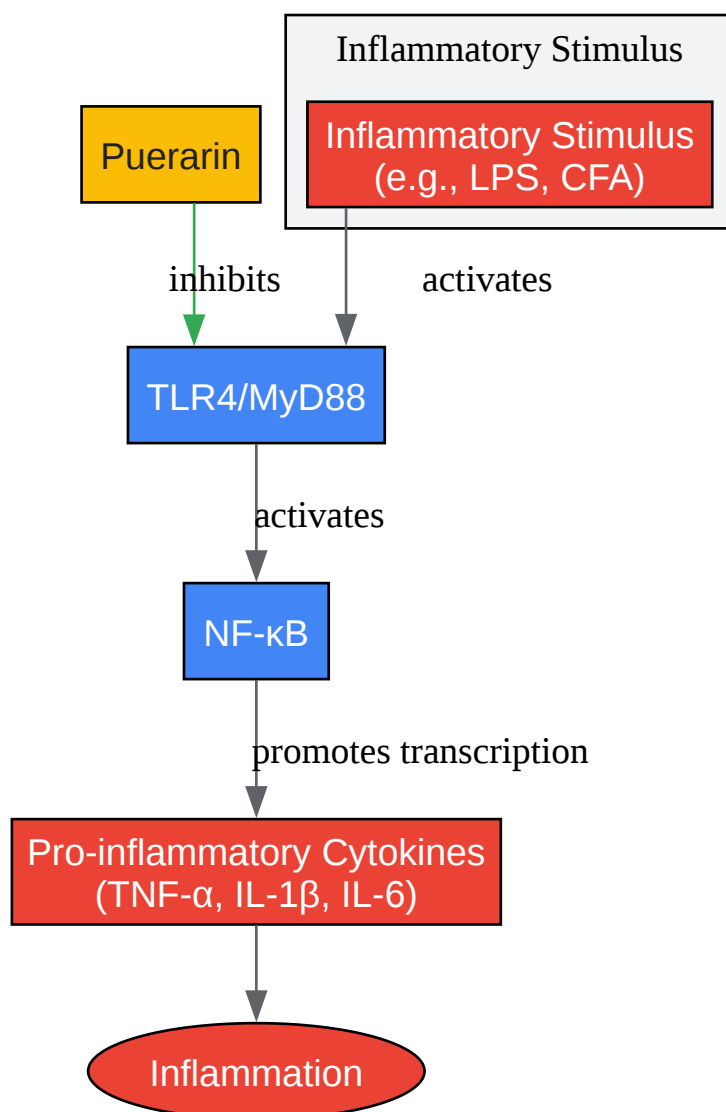 Inflammatory Stimulus
Puerarin
Inflammatory Stimulus
(e.g., LPS, CFA)
inhibits
activates
TLR4/MyD88
activates
NF-κB
promotes transcription
Pro-inflammatory Cytokines
(TNF-α, IL-1β, IL-6)
Inflammation